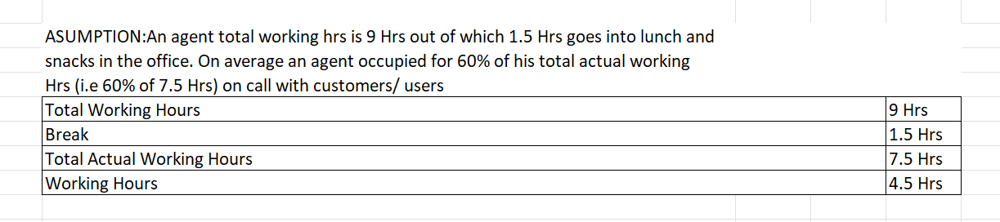 ASUMPTION:An agent total working hrs is 9 Hrs out of which 1.5 Hrs goes into lunch and
snacks in the office. On average an agent occupied for 60% of his total actual working
Hrs (i.e 60% of 7.5 Hrs) on call with customers/ users
Total Working Hours 9 Hrs
Break 1.5 Hrs
Total Actual Working Hours 7.5 Hrs
Working Hours 4.5 Hrs